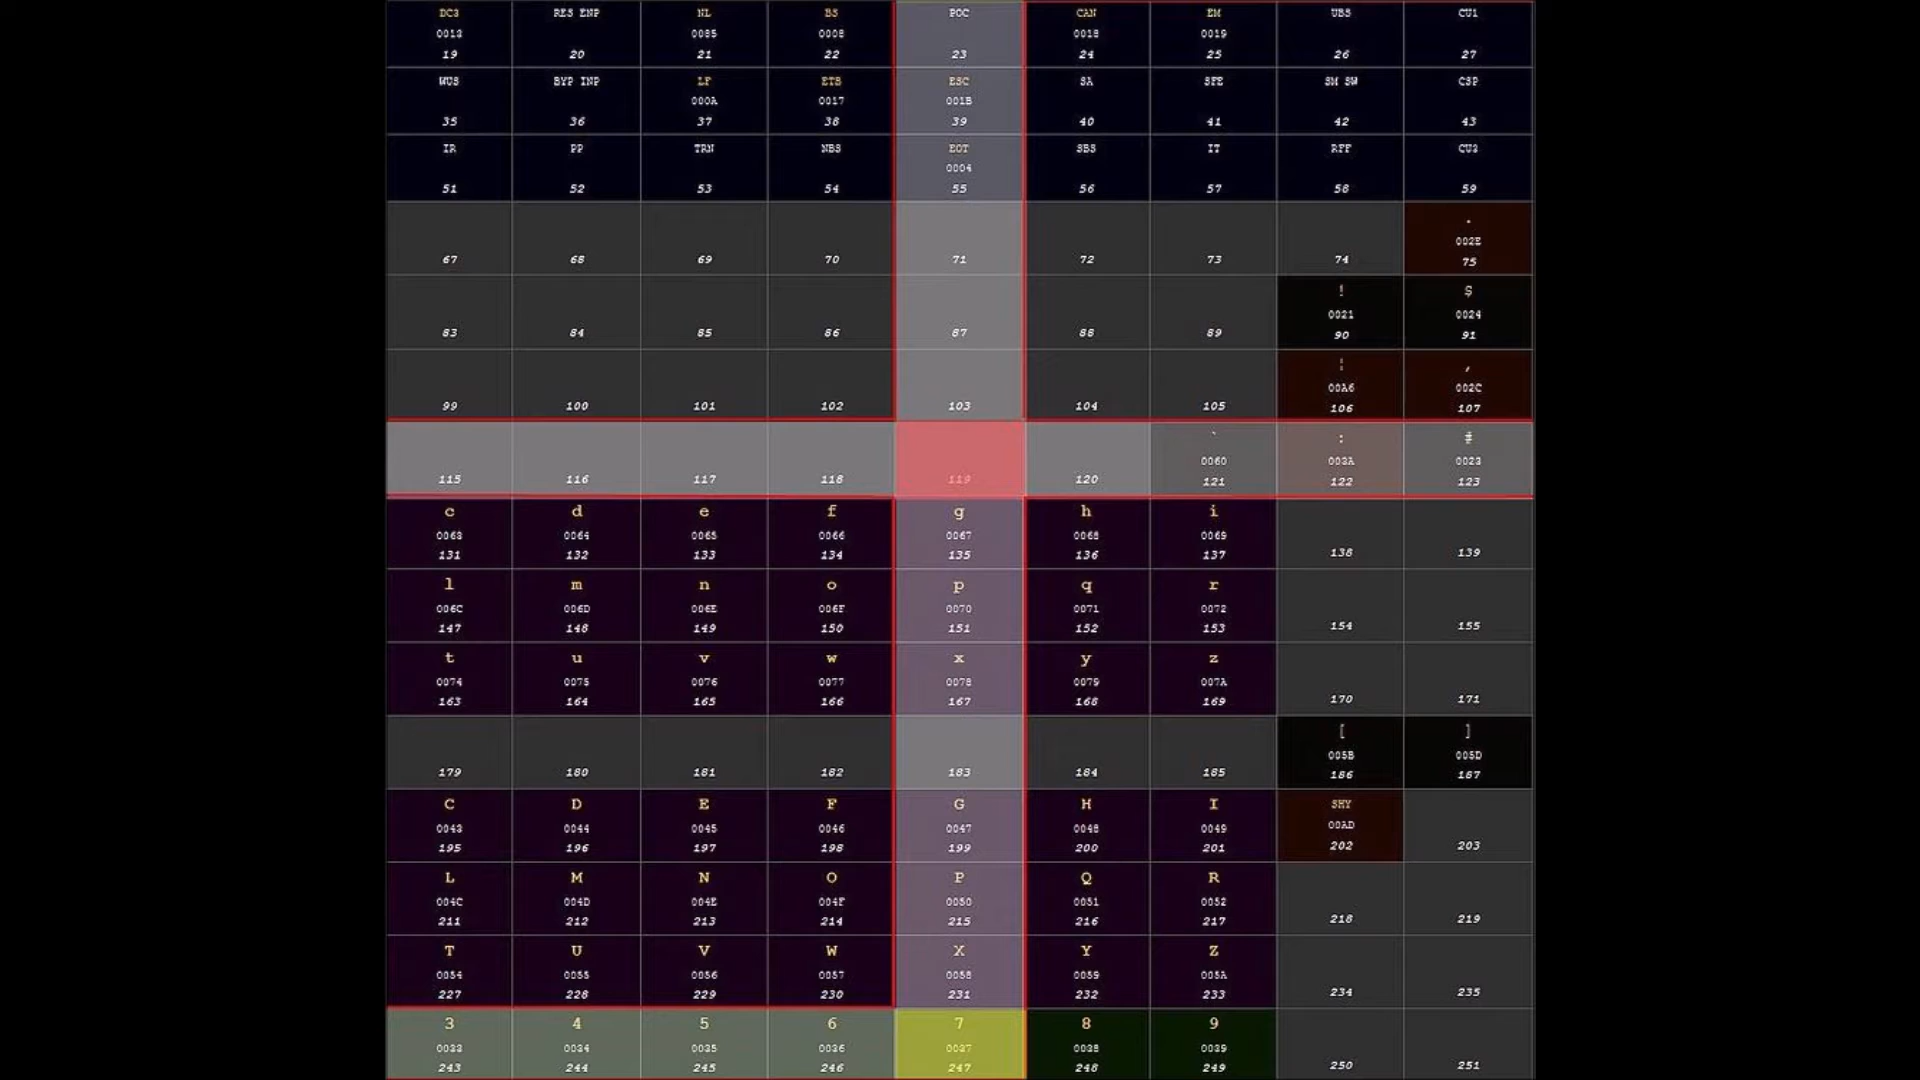 DC3 RES ENP NL BS POC CAN EM UBS CU1
0013 0085 0008 0018 0019
19 20 21 22 23 24 25 26 27
WUS BYP INP LF ETB ESC SA SFE SM SW CSP
000A 0017 001B
35 36 37 38 39 40 41 42 43
IR PP TRN NBS EOT SBS IT RFF CU3
0004
51 52 53 54 55 56 57 58 59
.
002E
67 68 69 70 71 72 73 74 75
! $
0021 0024
83 84 85 86 87 88 89 90 91
¦ ,
00A6 002C
99 100 101 102 103 104 105 106 107
` : #
0060 003A 0023
115 116 117 118 119 120 121 122 123
c d e f g h i
0063 0064 0065 0066 0067 0068 0069
131 132 133 134 135 136 137 138 139
l m n o p q r
006C 006D 006E 006F 0070 0071 0072
147 148 149 150 151 152 153 154 155
t u v w x y z
0074 0075 0076 0077 0078 0079 007A
163 164 165 166 167 168 169 170 171
[ ]
005B 005D
179 180 181 182 183 184 185 186 187
C D E F G H I SHY
0043 0044 0045 0046 0047 0048 0049 00AD
195 196 197 198 199 200 201 202 203
L M N O P Q R
004C 004D 004E 004F 0050 0051 0052
211 212 213 214 215 216 217 218 219
T U V W X Y Z
0054 0055 0056 0057 0058 0059 005A
227 228 229 230 231 232 233 234 235
3 4 5 6 7 8 9
0033 0034 0035 0036 0037 0038 0039
243 244 245 246 247 248 249 250 251